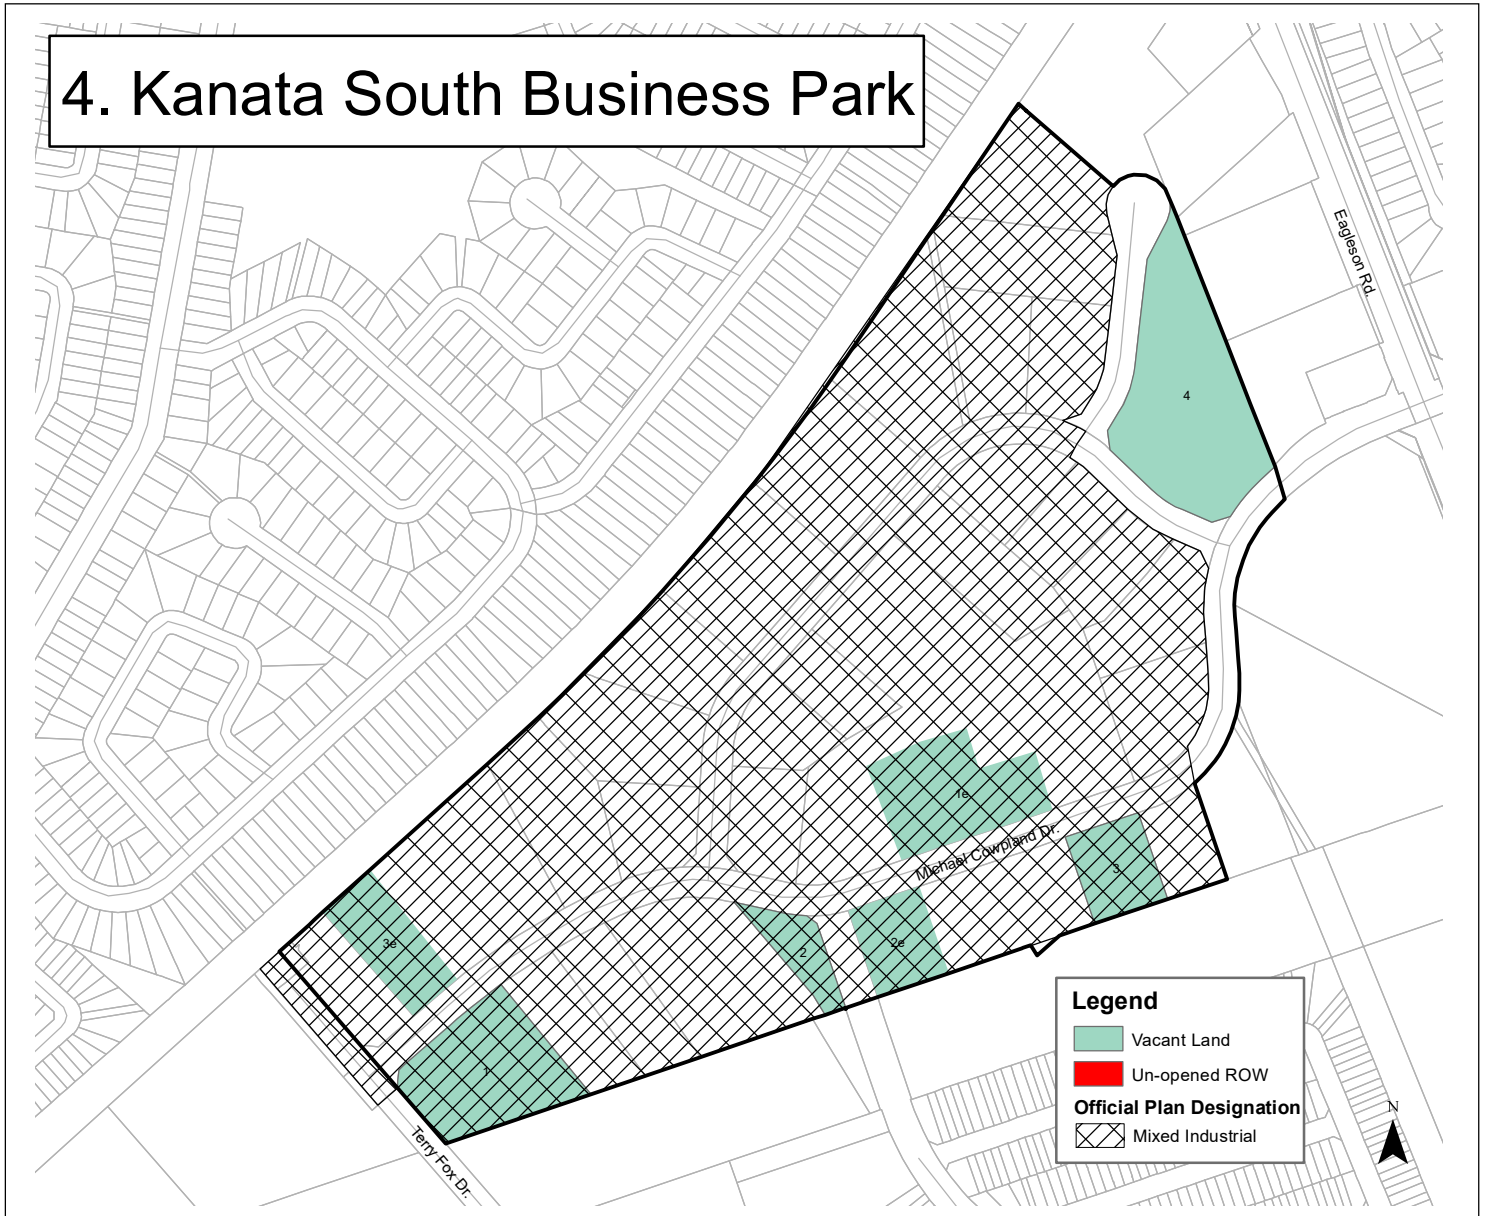 4. Kanata South Business Park
Eagleson Rd.
4
1e
Michael Cowpland Dr.
3
3e
2e
2
1
Terry Fox Dr.
Legend
Vacant Land
Un-opened ROW
Official Plan Designation
Mixed Industrial
N